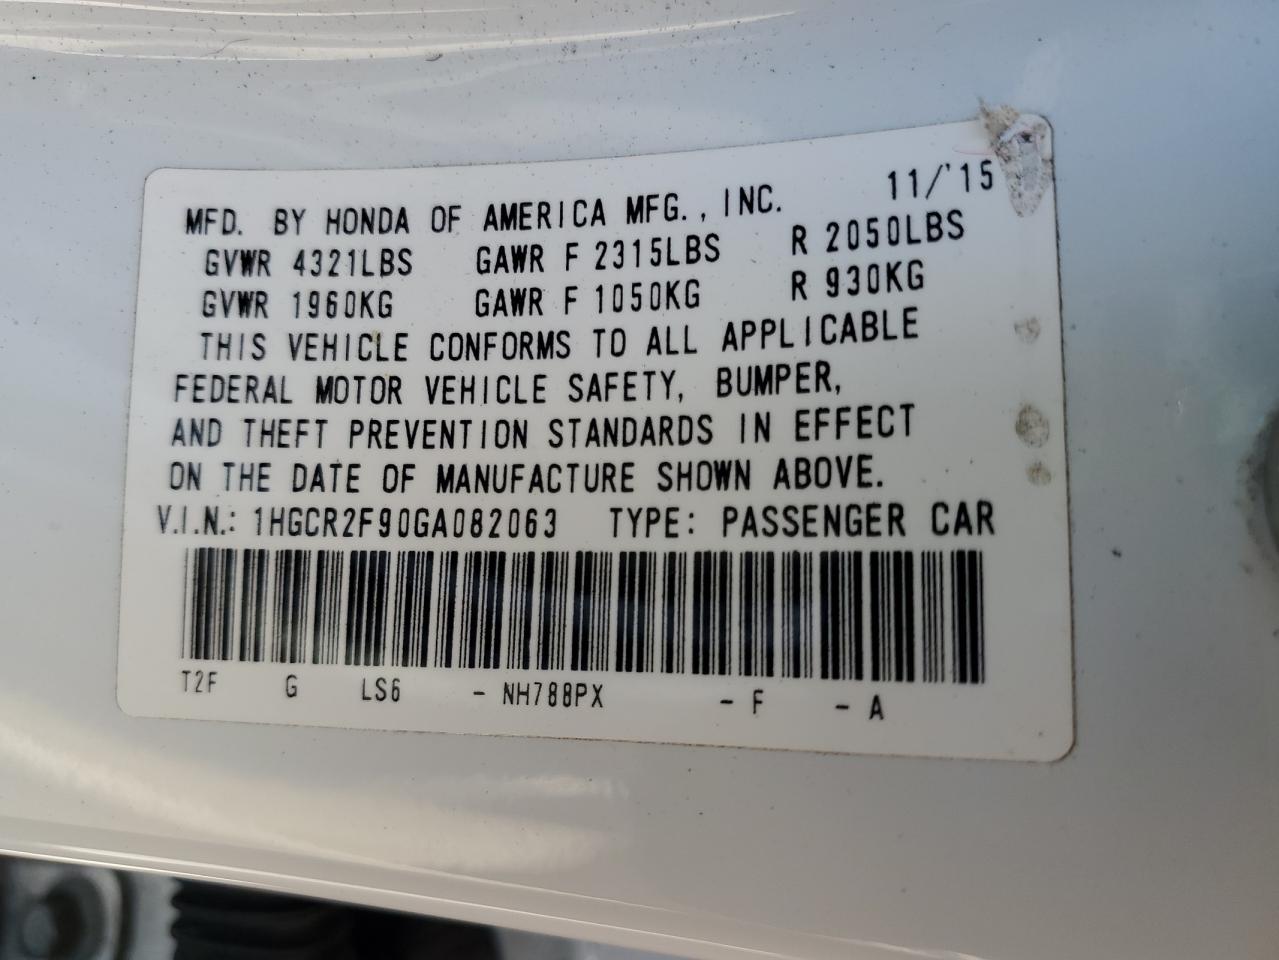 11/'15
MFD. BY HONDA OF AMERICA MFG., INC.
GVWR 4321LBS GAWR F 2315LBS R 2050LBS
GVWR 1960KG GAWR F 1050KG R 930KG
THIS VEHICLE CONFORMS TO ALL APPLICABLE
FEDERAL MOTOR VEHICLE SAFETY, BUMPER,
AND THEFT PREVENTION STANDARDS IN EFFECT
ON THE DATE OF MANUFACTURE SHOWN ABOVE.
V.I.N.: 1HGCR2F90GA082063 TYPE: PASSENGER CAR
T2F G LS6 - NH788PX - F - A